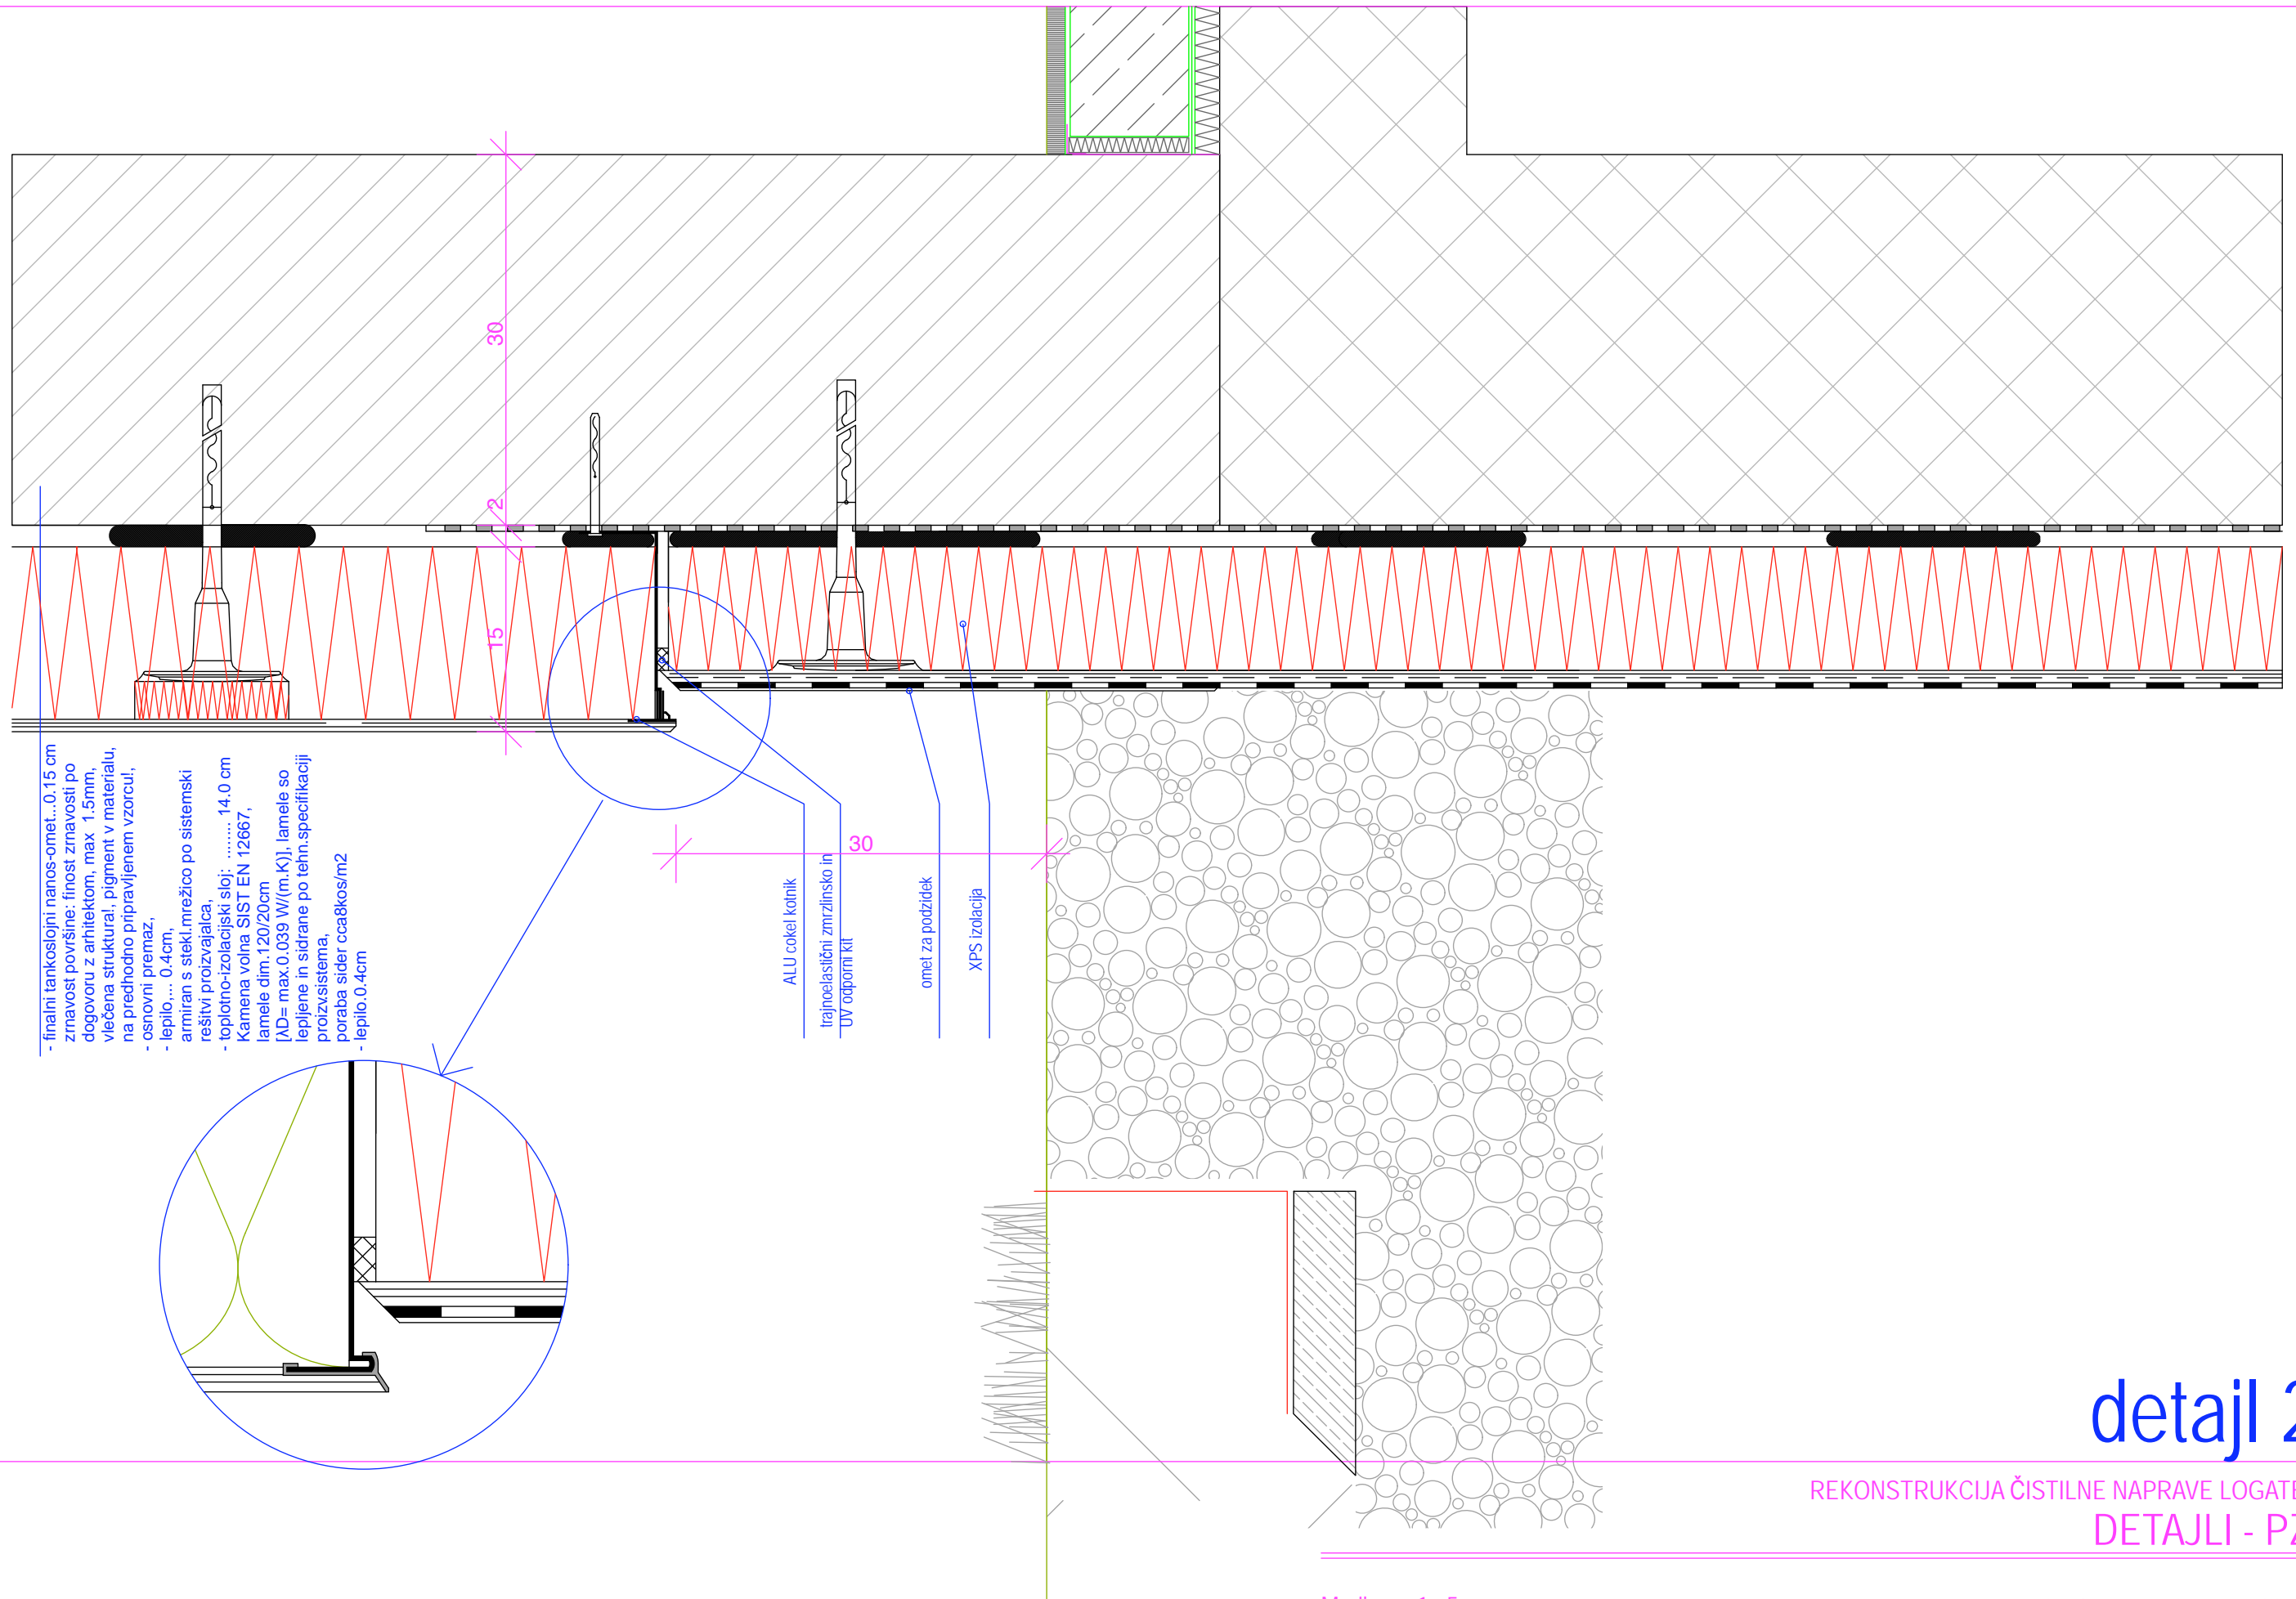 30
2
15
- finalni tankoslojni nanos-omet...0.15 cm
zrnavost površine: finost zrnavosti po
dogovoru z arhitektom, max  1.5mm,
vlečena struktural, pigment v materialu,
na predhodno pripravljenem vzorcu!,
- osnovni premaz,
- lepilo,... 0.4cm,
armiran s stekl.mrežico po sistemski
rešitvi proizvajalca,
- toplotno-izolacijski sloj:  ........ 14.0 cm
Kamena volna SIST EN 12667,
lamele dim.120/20cm
[λD= max.0.039 W/(m.K)], lamele so
lepljene in sidrane po tehn.specifikaciji
proizv.sistema,
poraba sider cca8kos/m2
- lepilo.0.4cm
30
ALU cokel kotnik
trajnoelastični zmrzlinsko in
UV odporni kit
omet za podzidek
XPS izolacija
detajl 2
REKONSTRUKCIJA ČISTILNE NAPRAVE LOGATE
DETAJLI - PZ